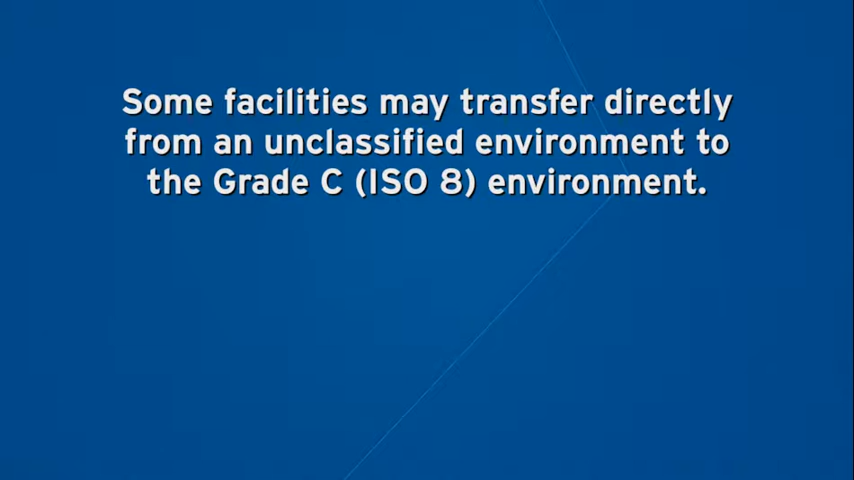 Some facilities may transfer directly
from an unclassified environment to
the Grade C (ISO 8) environment.